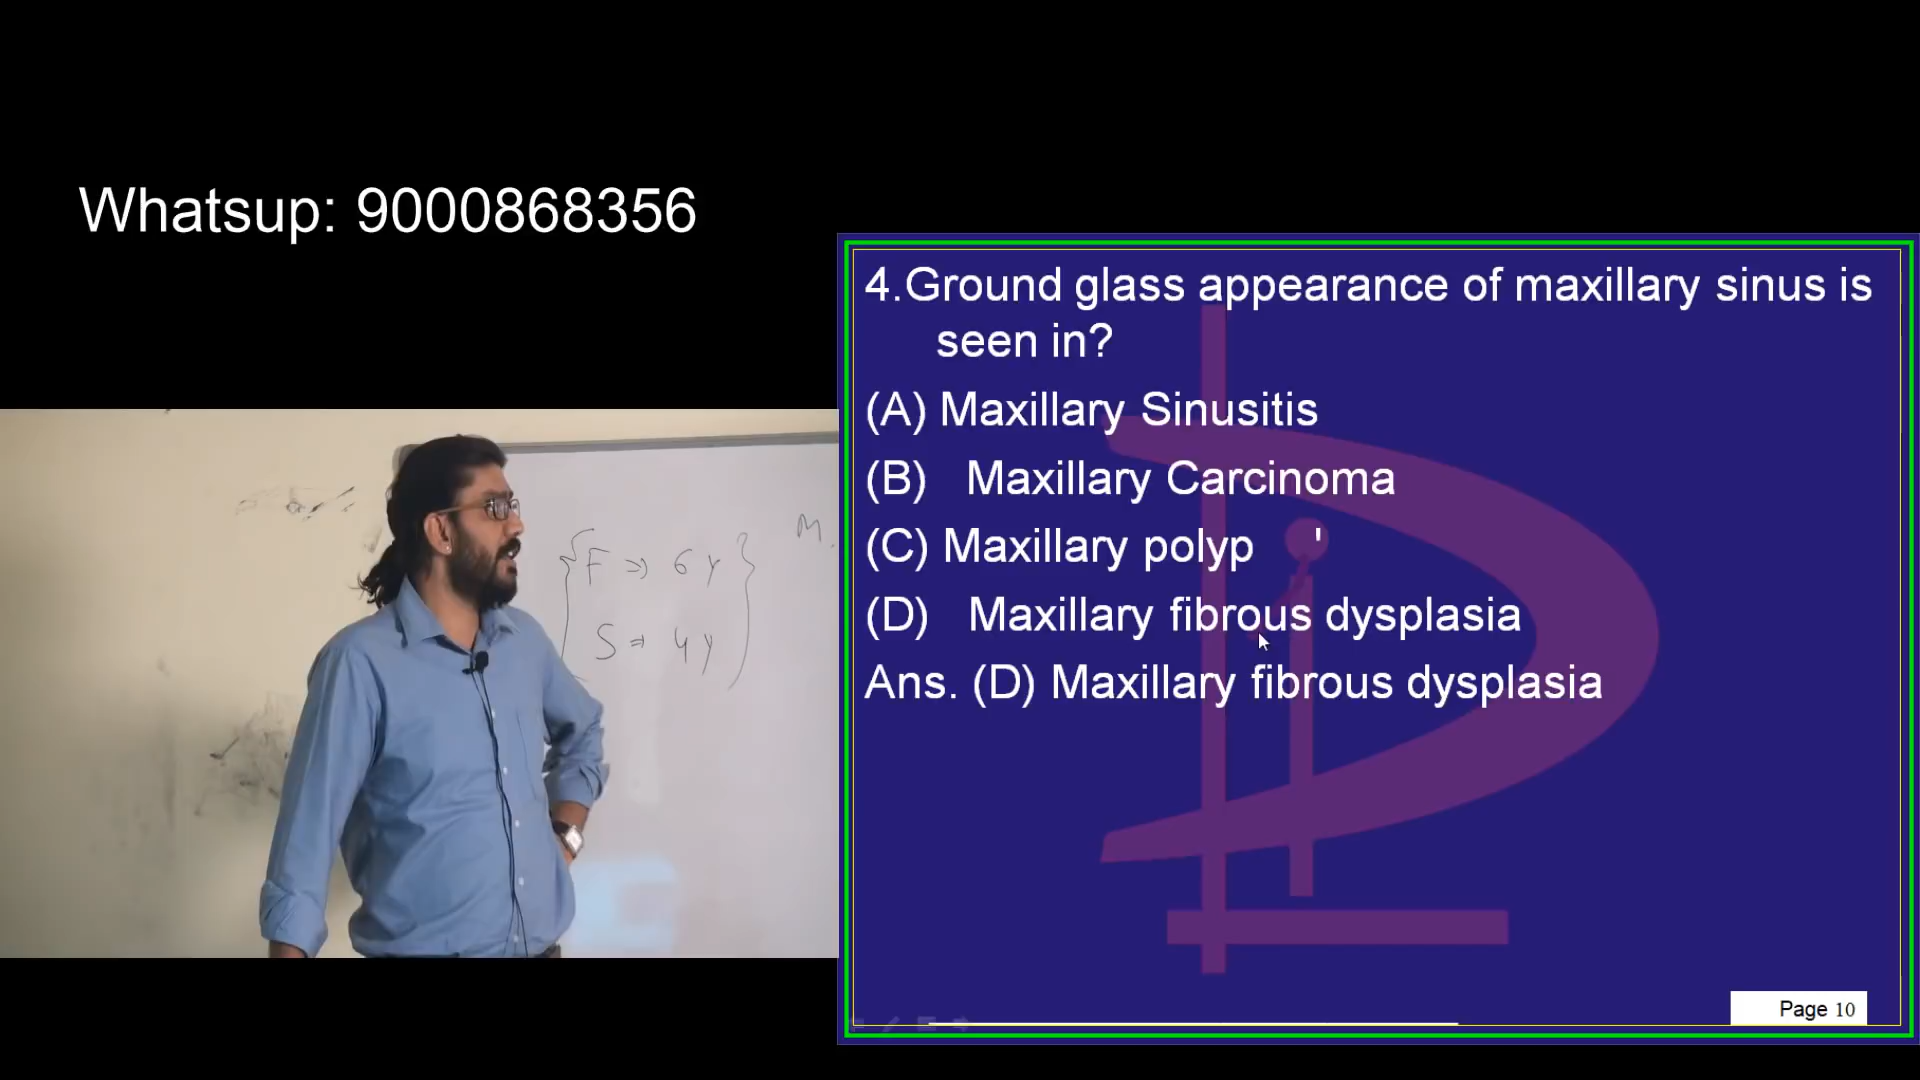 Whatsup: 9000868356
4.Ground glass appearance of maxillary sinus is
seen in?
(A) Maxillary Sinusitis
(B) Maxillary Carcinoma
(C) Maxillary polyp '
(D) Maxillary fibrous dysplasia
Ans. (D) Maxillary fibrous dysplasia
Page 10
{F ⇒ 6 y}
S ⇒ 4 y
M.